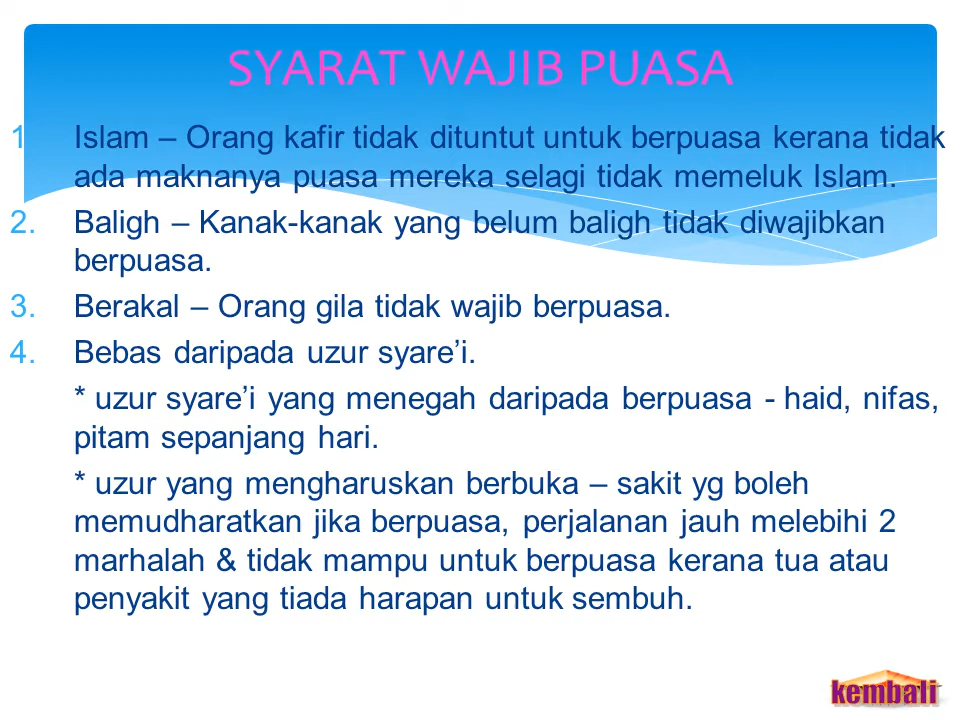 SYARAT WAJIB PUASA
1 Islam – Orang kafir tidak dituntut untuk berpuasa kerana tidak
ada maknanya puasa mereka selagi tidak memeluk Islam.
2. Baligh – Kanak-kanak yang belum baligh tidak diwajibkan
berpuasa.
3. Berakal – Orang gila tidak wajib berpuasa.
4. Bebas daripada uzur syare’i.
* uzur syare’i yang menegah daripada berpuasa - haid, nifas,
pitam sepanjang hari.
* uzur yang mengharuskan berbuka – sakit yg boleh
memudharatkan jika berpuasa, perjalanan jauh melebihi 2
marhalah & tidak mampu untuk berpuasa kerana tua atau
penyakit yang tiada harapan untuk sembuh.
kembali